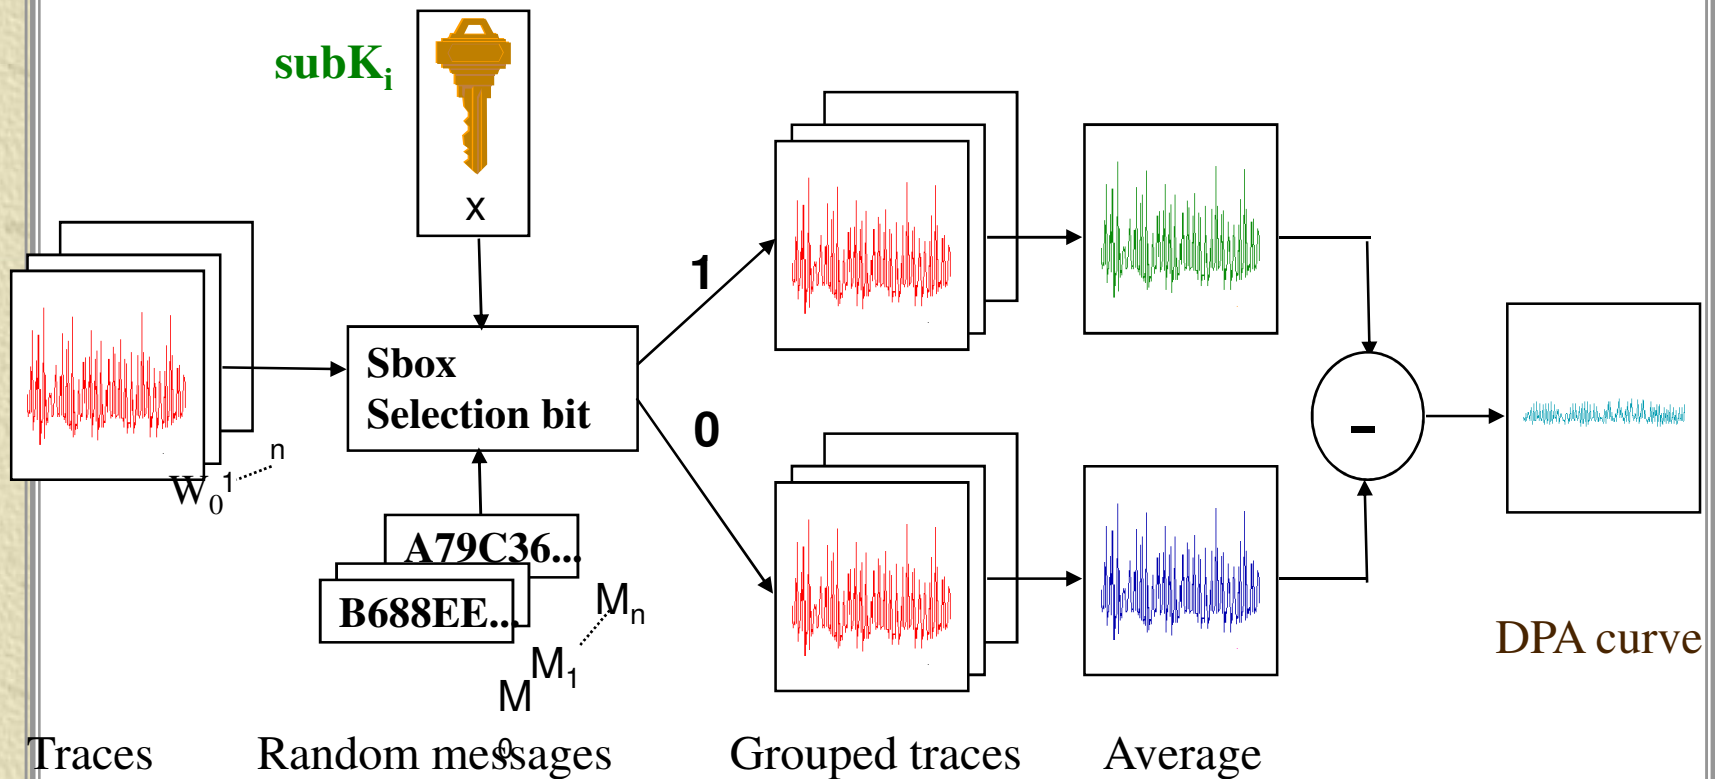 subKi
x
1
Sbox
Selection bit
0
-
n
1
W0
A79C36...
B688EE...
Mn
M1
M
0
DPA curve
Traces
Random messages
Grouped traces
Average